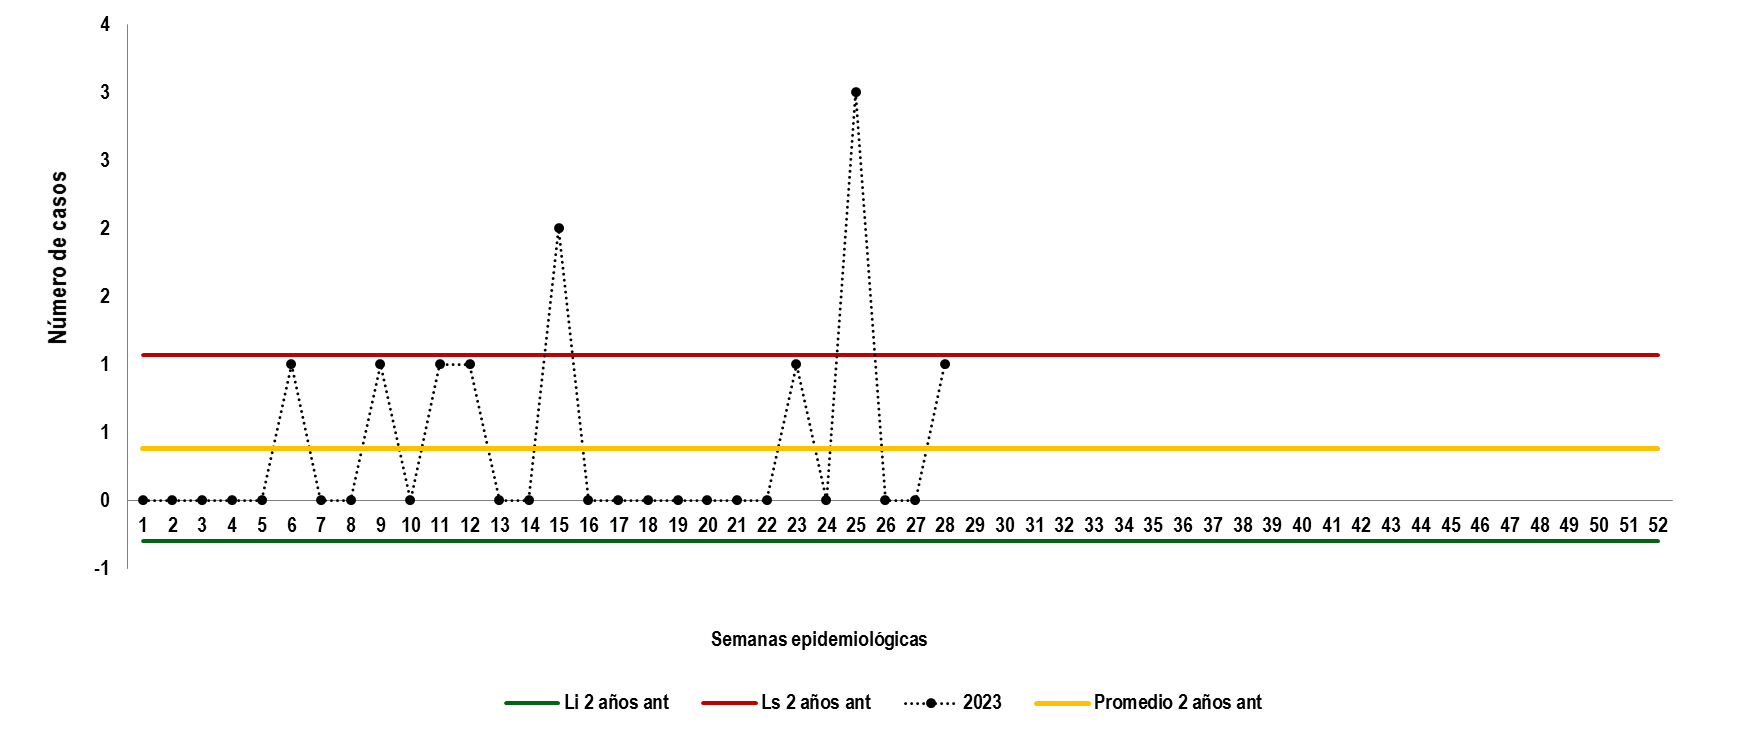 4
3
3
2
2
1
1
0
-1
Número de casos
1 2 3 4 5 6 7 8 9 10 11 12 13 14 15 16 17 18 19 20 21 22 23 24 25 26 27 28 29 30 31 32 33 34 35 36 37 38 39 40 41 42 43 44 45 46 47 48 49 50 51 52
Semanas epidemiológicas
Li 2 años ant Ls 2 años ant 2023 Promedio 2 años ant